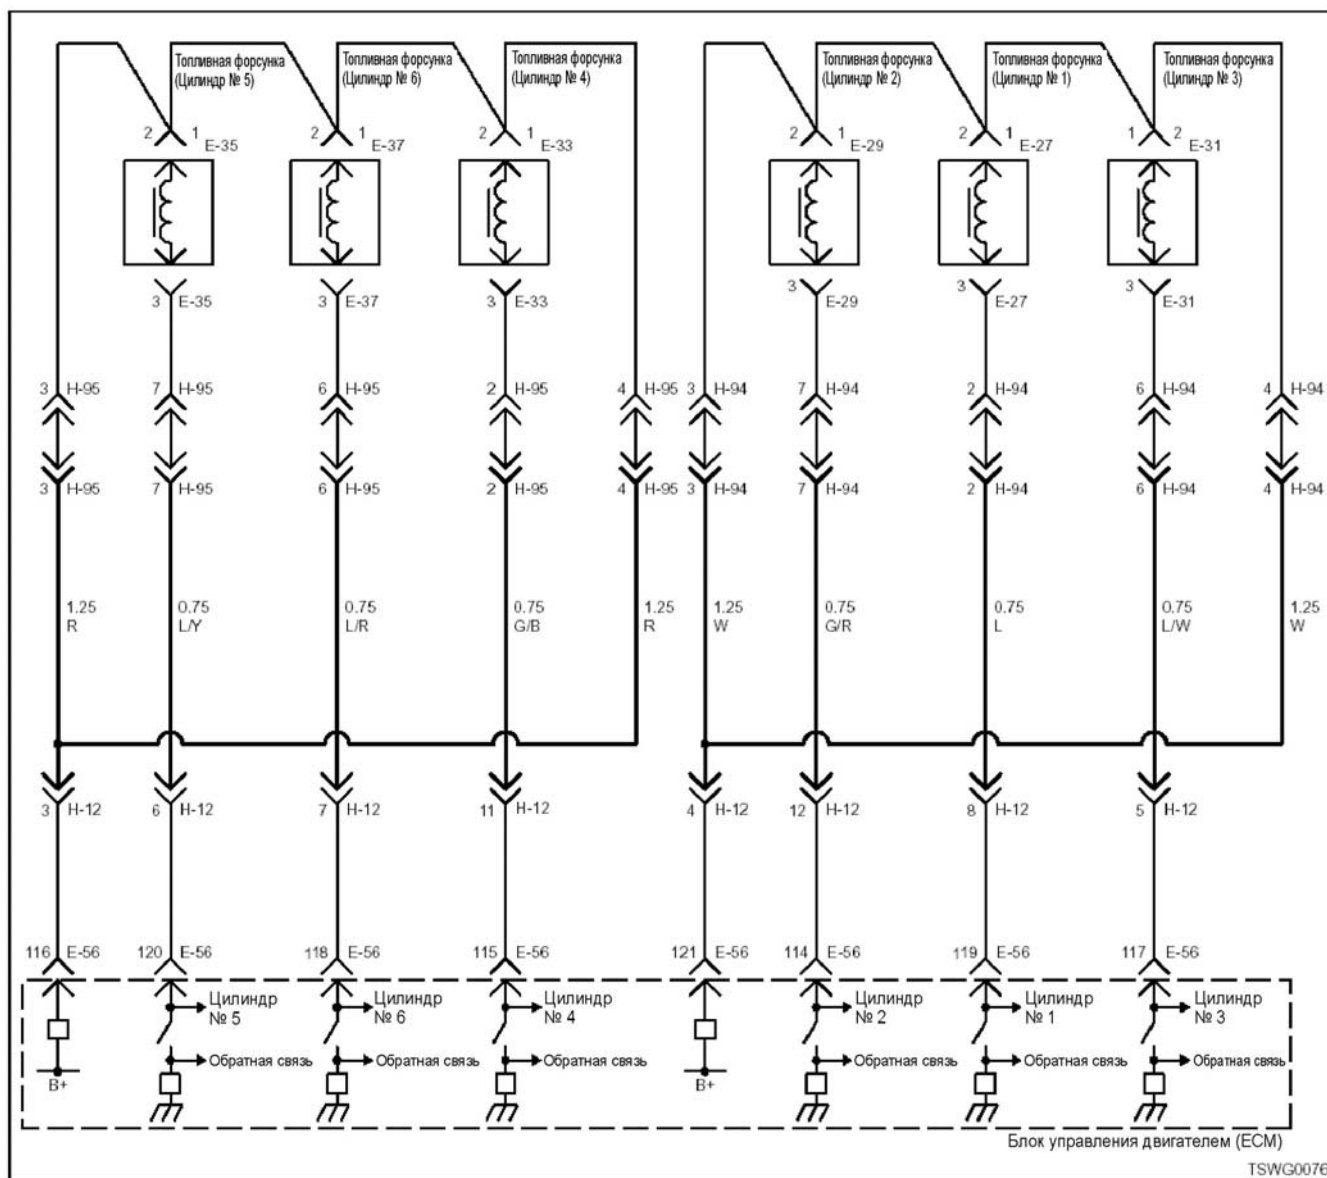 Топливная форсунка Топливная форсунка Топливная форсунка Топливная форсунка Топливная форсунка Топливная форсунка
(Цилиндр № 5) (Цилиндр № 6) (Цилиндр № 4) (Цилиндр № 2) (Цилиндр № 1) (Цилиндр № 3)
2 1 E-35 2 1 E-37 2 1 E-33 2 1 E-29 2 1 E-27 1 2 E-31
3 E-35 3 E-37 3 E-33 3 E-29 3 E-27 3 E-31
3 H-95 7 H-95 6 H-95 2 H-95 4 H-95 3 H-94 7 H-94 2 H-94 6 H-94 4 H-94
3 H-95 7 H-95 6 H-95 2 H-95 4 H-95 3 H-94 7 H-94 2 H-94 6 H-94 4 H-94
1.25 0.75 0.75 0.75 1.25 1.25 0.75 0.75 0.75 1.25
R L/Y L/R G/B R W G/R L L/W W
3 H-12 6 H-12 7 H-12 11 H-12 4 H-12 12 H-12 8 H-12 5 H-12
116 E-56 120 E-56 118 E-56 115 E-56 121 E-56 114 E-56 119 E-56 117 E-56
Цилиндр Цилиндр Цилиндр Цилиндр Цилиндр Цилиндр
№ 5 № 6 № 4 № 2 № 1 № 3
Обратная связь Обратная связь Обратная связь Обратная связь Обратная связь Обратная связь
B+ B+
Блок управления двигателем (ECM)
TSWG0076